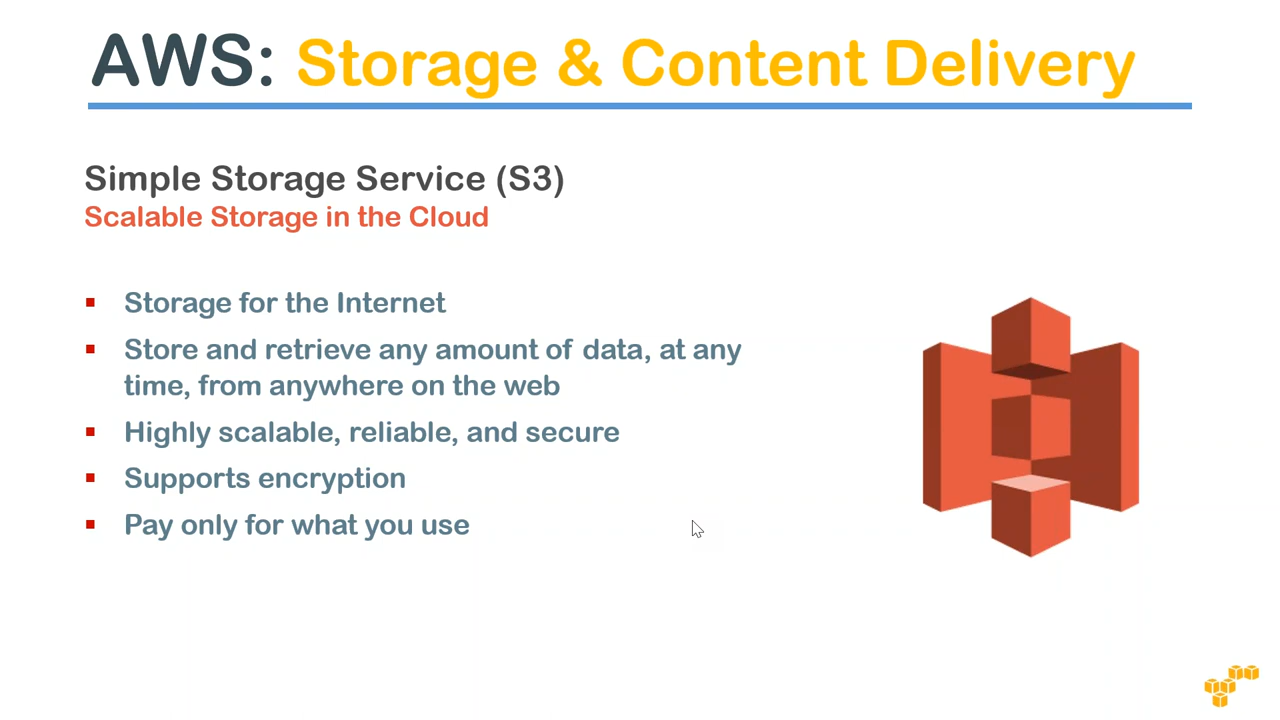 AWS: Storage & Content Delivery
Simple Storage Service (S3)
Scalable Storage in the Cloud
Storage for the Internet
Store and retrieve any amount of data, at any
time, from anywhere on the web
Highly scalable, reliable, and secure
Supports encryption
Pay only for what you use